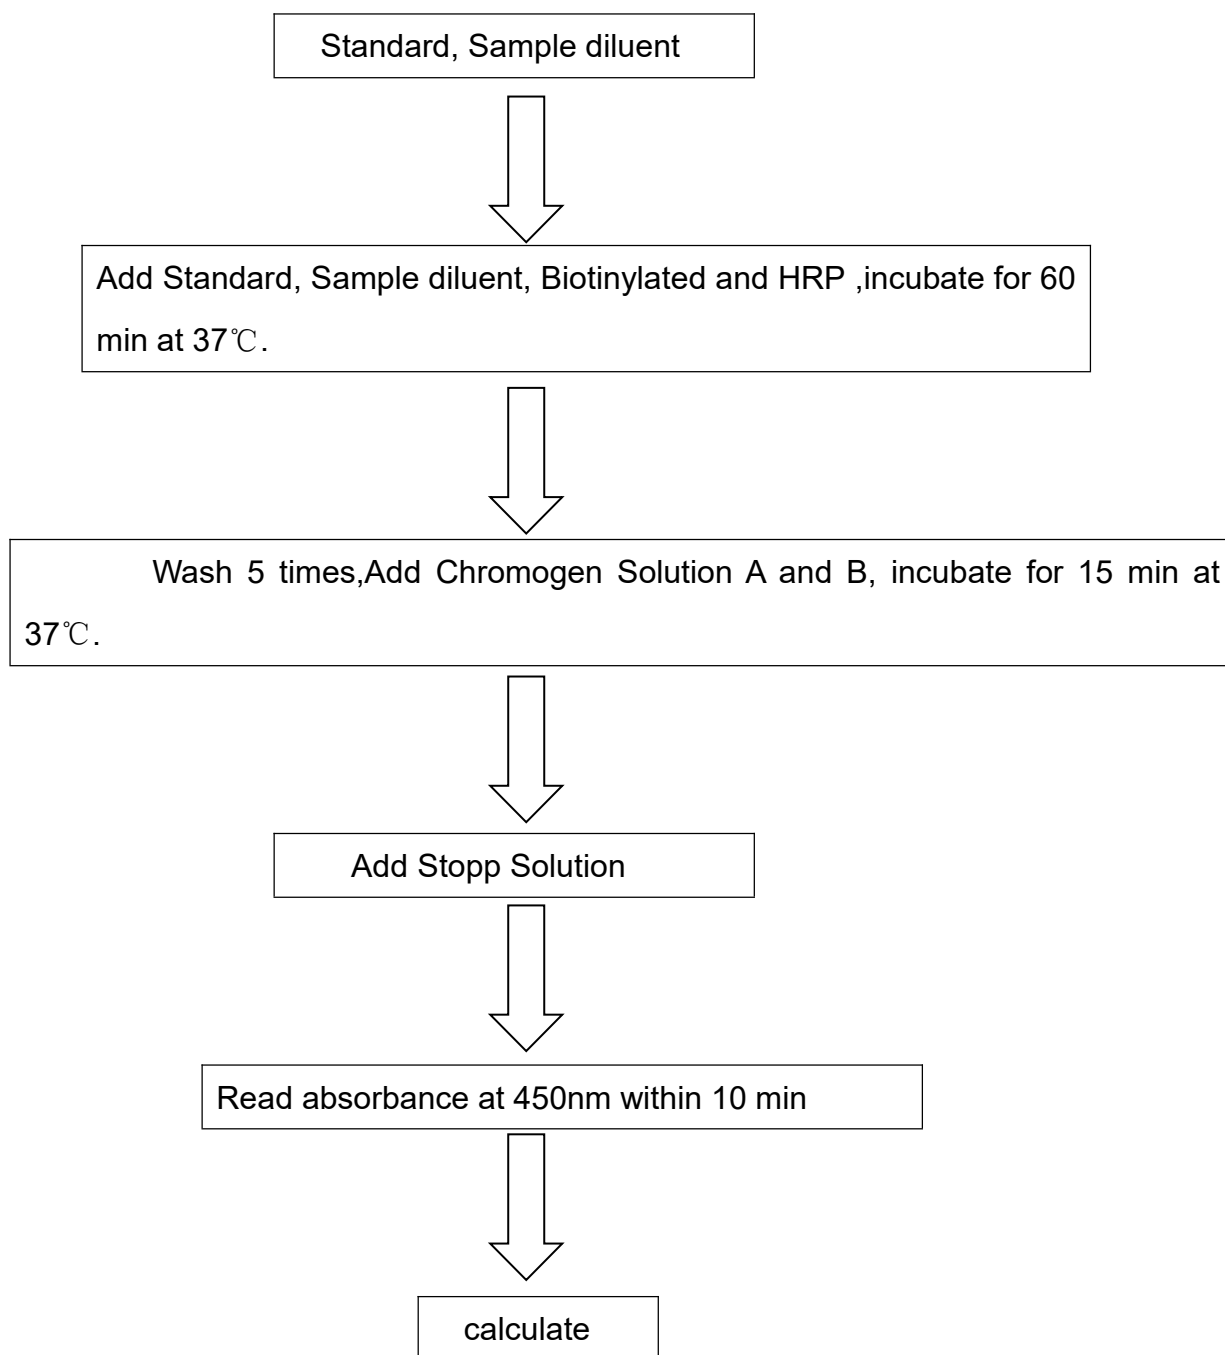 Standard, Sample diluent
Add Standard, Sample diluent, Biotinylated and HRP ,incubate for 60
min at 37℃.
Wash 5 times,Add Chromogen Solution A and B, incubate for 15 min at
37℃.
Add Stopp Solution
Read absorbance at 450nm within 10 min
calculate